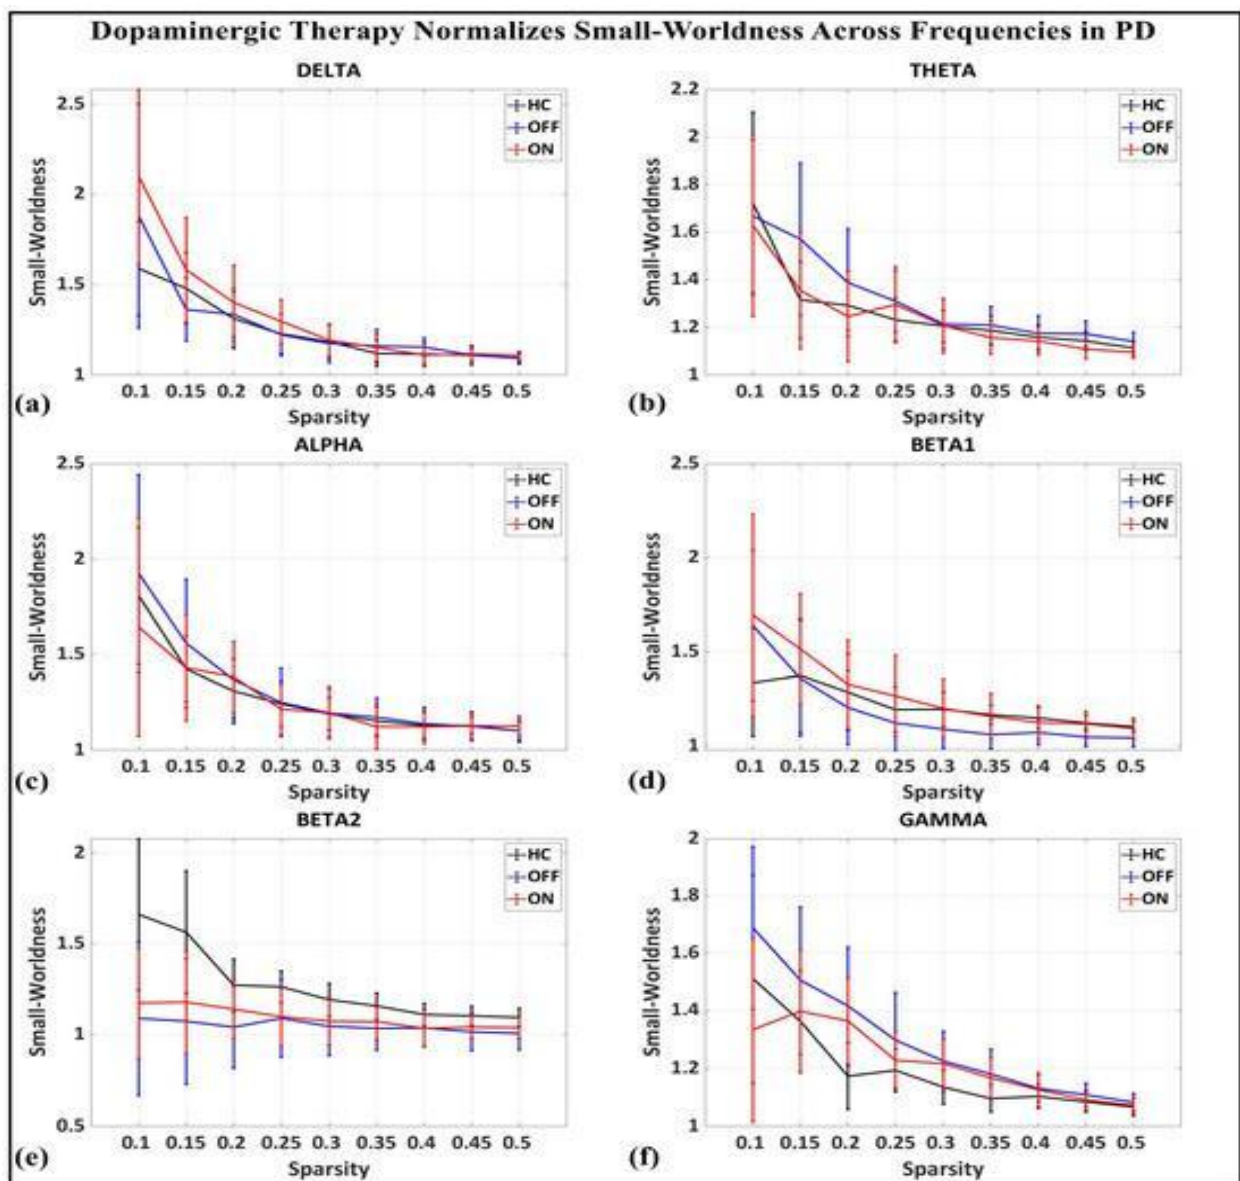 Dopaminergic Therapy Normalizes Small-Worldness Across Frequencies in PD
DELTA
HC
OFF
ON
2.5
2
1.5
1
Small-Worldness
0.1 0.15 0.2 0.25 0.3 0.35 0.4 0.45 0.5
Sparsity
(a)
THETA
HC
OFF
ON
2.2
2
1.8
1.6
1.4
1.2
1
Small-Worldness
0.1 0.15 0.2 0.25 0.3 0.35 0.4 0.45 0.5
Sparsity
(b)
ALPHA
HC
OFF
ON
2.5
2
1.5
1
Small-Worldness
0.1 0.15 0.2 0.25 0.3 0.35 0.4 0.45 0.5
Sparsity
(c)
BETA1
HC
OFF
ON
2.5
2
1.5
1
Small-Worldness
0.1 0.15 0.2 0.25 0.3 0.35 0.4 0.45 0.5
Sparsity
(d)
BETA2
HC
OFF
ON
2
1.5
1
0.5
Small-Worldness
0.1 0.15 0.2 0.25 0.3 0.35 0.4 0.45 0.5
Sparsity
(e)
GAMMA
HC
OFF
ON
2
1.8
1.6
1.4
1.2
1
Small-Worldness
0.1 0.15 0.2 0.25 0.3 0.35 0.4 0.45 0.5
Sparsity
(f)